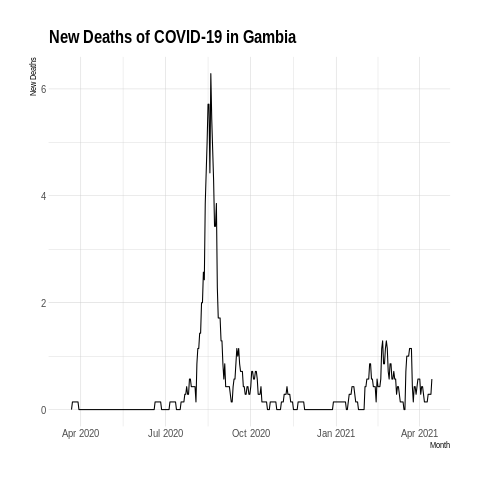 New Deaths of COVID-19 in Gambia
New Deaths
6
4
2
0
Apr 2020 Jul 2020 Oct 2020 Jan 2021 Apr 2021
Month